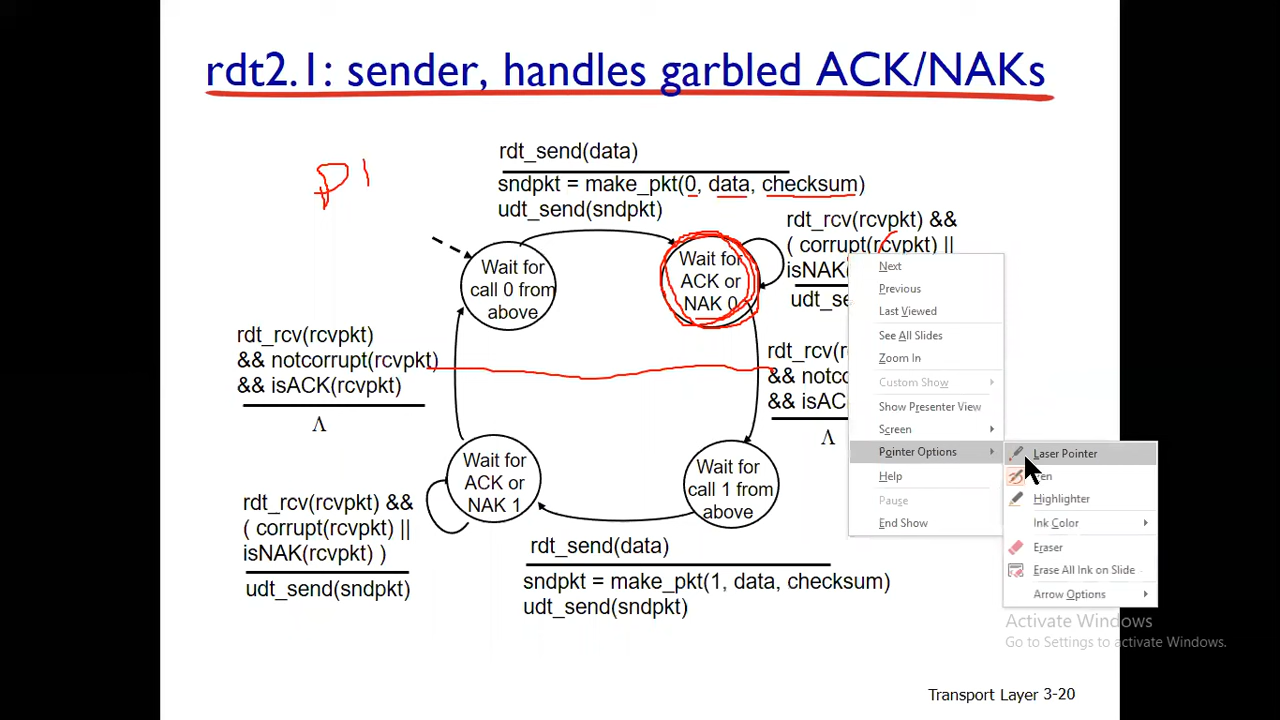 rdt2.1: sender, handles garbled ACK/NAKs
P1
rdt_send(data)
sndpkt = make_pkt(0, data, checksum)
udt_send(sndpkt)
rdt_rcv(rcvpkt) &&
( corrupt(rcvpkt) ||
isNAK(
udt_se
Wait for
call 0 from
above
Wait for
ACK or
NAK 0
rdt_rcv(rcvpkt)
&& notcorrupt(rcvpkt)
&& isACK(rcvpkt)
Λ
rdt_rcv(r
&& notco
&& isAC
Λ
Wait for
ACK or
NAK 1
Wait for
call 1 from
above
rdt_rcv(rcvpkt) &&
( corrupt(rcvpkt) ||
isNAK(rcvpkt) )
udt_send(sndpkt)
rdt_send(data)
sndpkt = make_pkt(1, data, checksum)
udt_send(sndpkt)
Next
Previous
Last Viewed
See All Slides
Zoom In
Custom Show
Show Presenter View
Screen
Pointer Options
Help
Pause
End Show
Laser Pointer
en
Highlighter
Ink Color
Eraser
Erase All Ink on Slide
Arrow Options
Activate Windows
Go to Settings to activate Windows.
Transport Layer 3-20